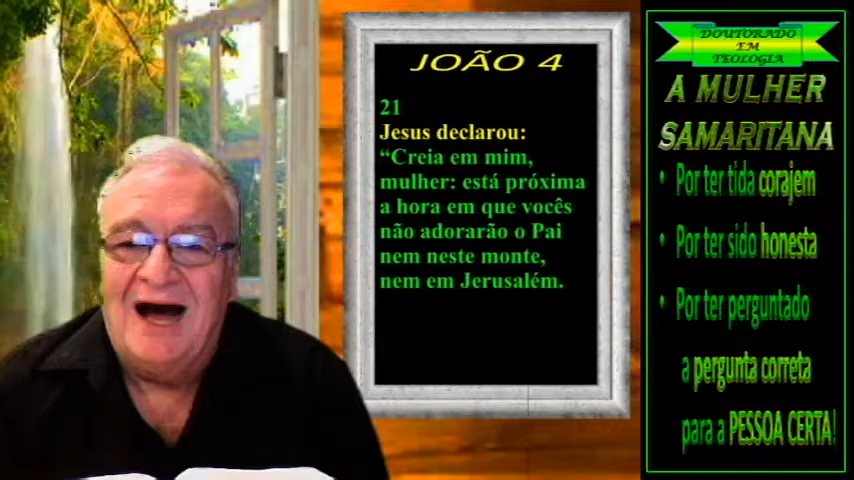 JOÃO 4
21
Jesus declarou:
“Creia em mim,
mulher: está próxima
a hora em que vocês
não adorarão o Pai
nem neste monte,
nem em Jerusalém.
DOUTORADO
EM
TEOLOGIA
A MULHER
SAMARITANA
• Por ter tida corajem
• Por ter sido honesta
• Por ter perguntado
a pergunta correta
para a PESSOA CERTA!